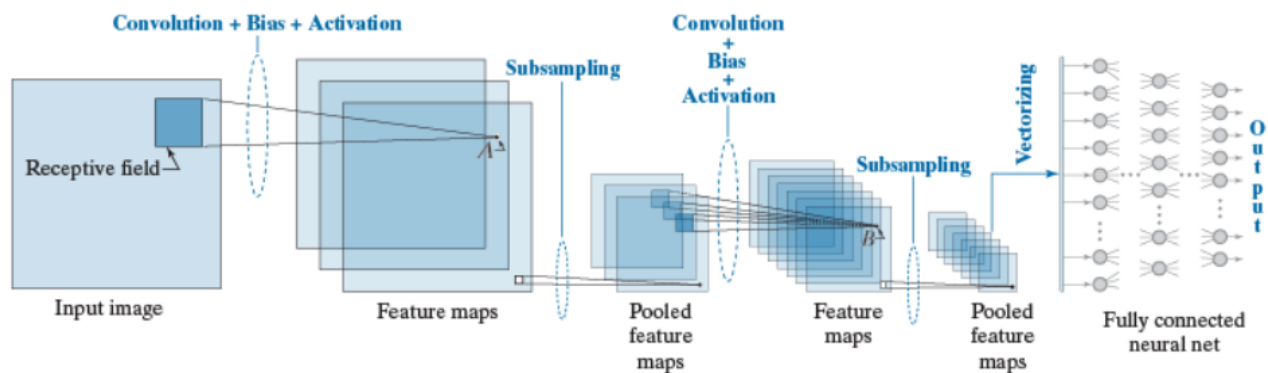 Convolution + Bias + Activation
Receptive field
Input image
A
Feature maps
Subsampling
Pooled
feature
maps
Convolution
+
Bias
+
Activation
B
Feature
maps
Subsampling
Pooled
feature
maps
Vectorizing
Fully connected
neural net
Output